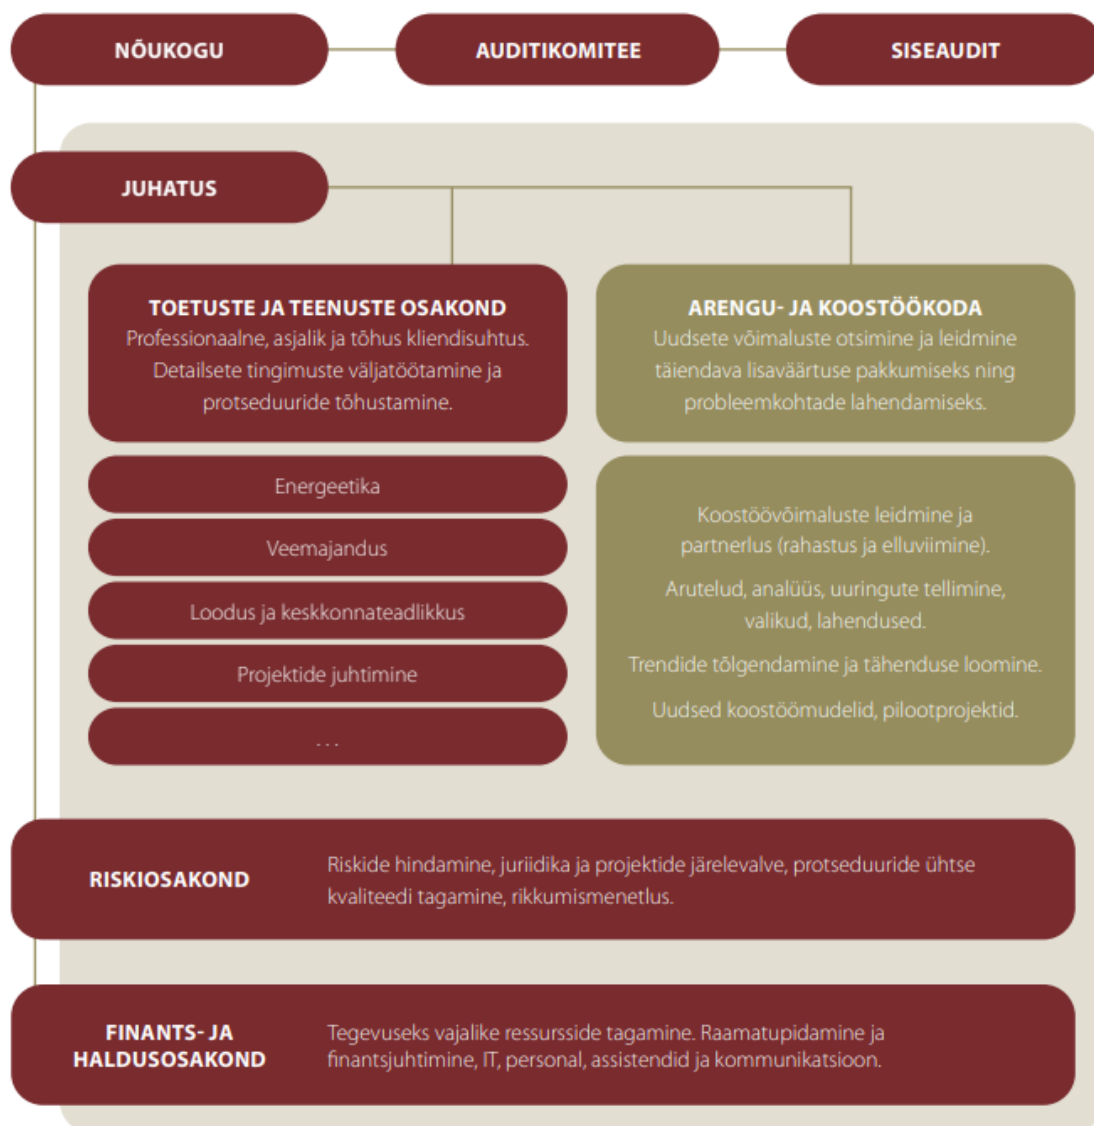 NÕUKOGU
AUDITIKOMITEE
SISEAUDIT
JUHATUS
TOETUSTE JA TEENUSTE OSAKOND
Professionaalne, asjalik ja tõhus kliendisuhtus.
Detailsete tingimuste väljatöötamine ja
protseduuride tõhustamine.
Energeetika
Veemajandus
Loodus ja keskkonnateadlikkus
Projektide juhtimine
...
ARENGU- JA KOOSTÖÖKODA
Uudsete võimaluste otsimine ja leidmine
täiendava lisaväärtuse pakkumiseks ning
probleemkohtade lahendamiseks.
Koostöövõimaluste leidmine ja
partnerlus (rahastus ja elluviimine).
Arutelud, analüüs, uuringute tellimine,
valikud, lahendused.
Trendide tõlgendamine ja tähenduse loomine.
Uudsed koostöömudelid, pilootprojektid.
RISKIOSAKOND
Riskide hindamine, juriidika ja projektide järelevalve, protseduuride ühtse
kvaliteedi tagamine, rikkumismenetlus.
FINANTS- JA
HALDUSOSAKOND
Tegevuseks vajalike ressursside tagamine. Raamatupidamine ja
finantsjuhtimine, IT, personal, assistendid ja kommunikatsioon.